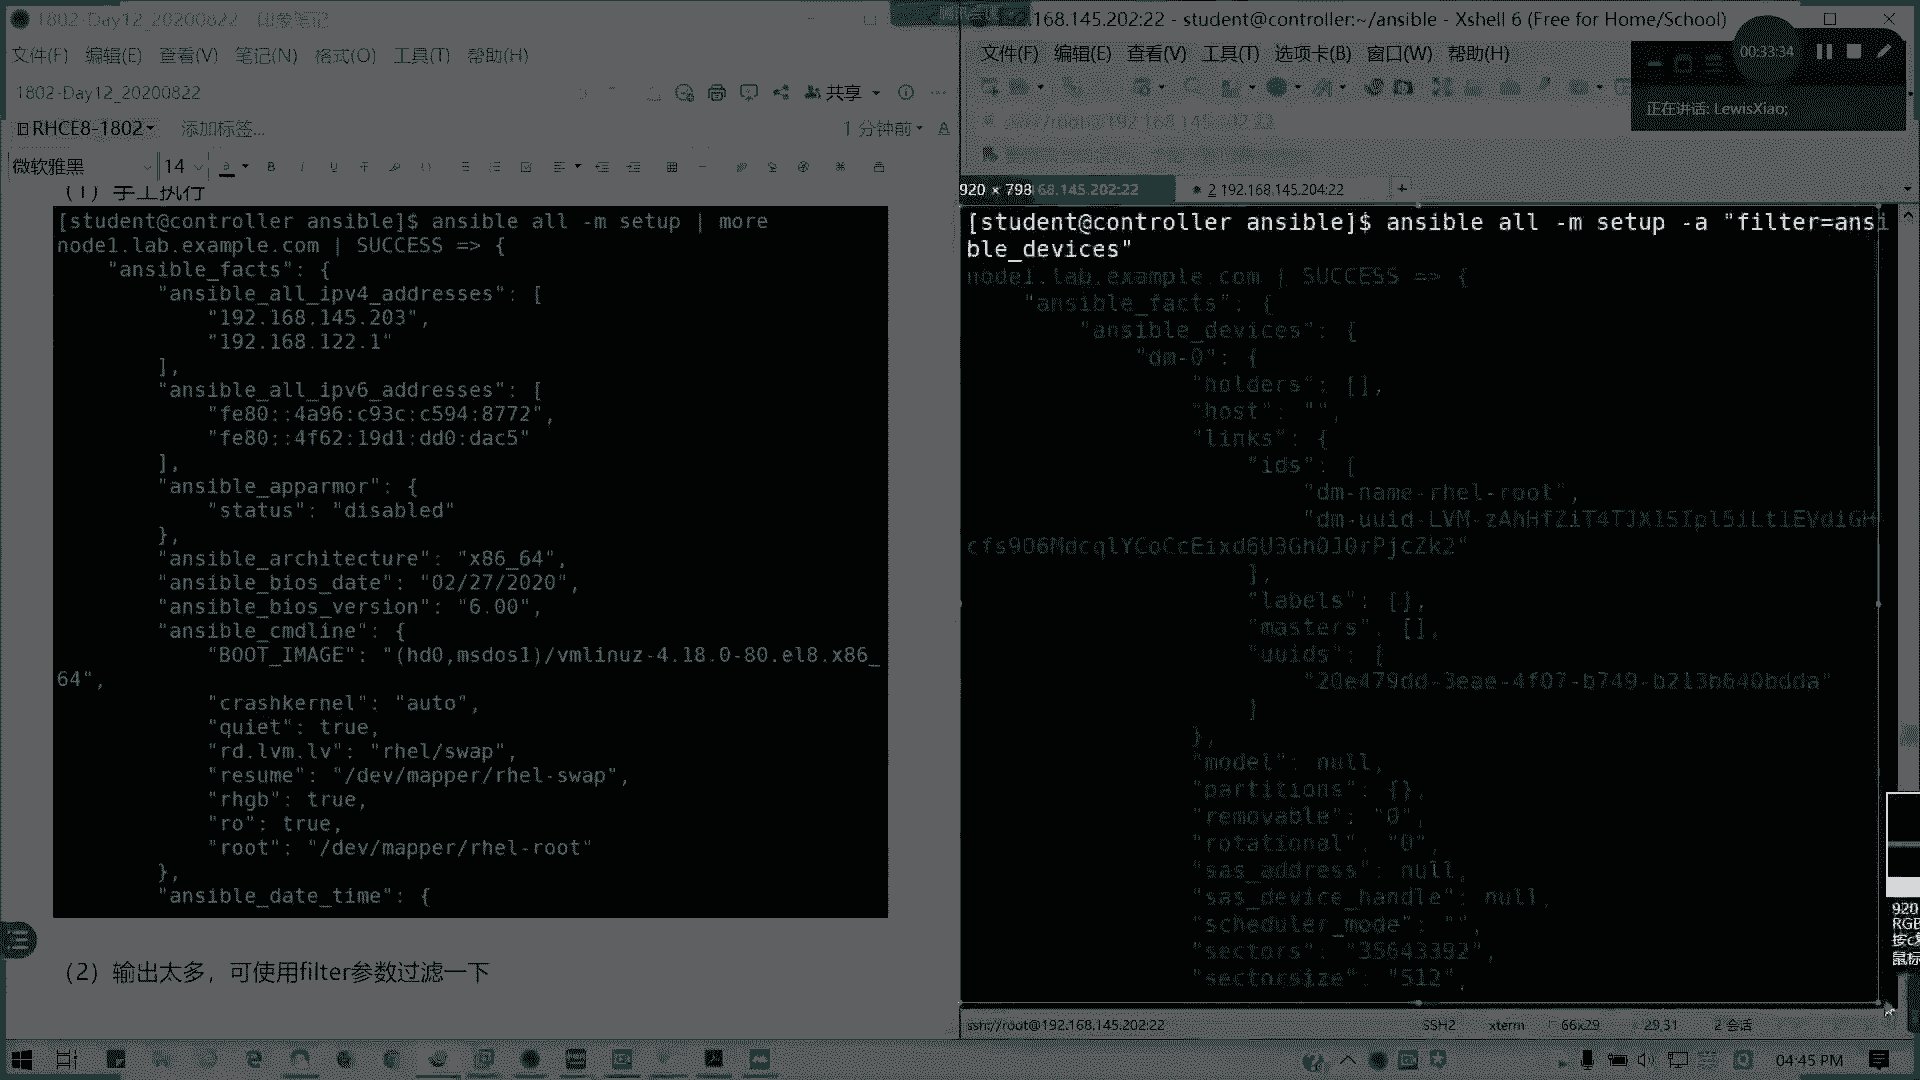 1802-Day12_20200822 - 印象笔记
文件(F) 编辑(E) 查看(V) 笔记(N) 格式(O) 工具(T) 帮助(H)
1802-Day12_20200822
共享
RHCE8-1802 添加标签...
1 分钟前
微软雅黑 14
（1）手工执行
[student@controller ansible]$ ansible all -m setup | more
node1.lab.example.com | SUCCESS => {
"ansible_facts": {
"ansible_all_ipv4_addresses": [
"192.168.145.203",
"192.168.122.1"
],
"ansible_all_ipv6_addresses": [
"fe80::4a96:c93c:c594:8772",
"fe80::4f62:19d1:dd0:dac5"
],
"ansible_apparmor": {
"status": "disabled"
},
"ansible_architecture": "x86_64",
"ansible_bios_date": "02/27/2020",
"ansible_bios_version": "6.00",
"ansible_cmdline": {
"BOOT_IMAGE": "(hd0,msdos1)/vmlinuz-4.18.0-80.el8.x86_
64",
"crashkernel": "auto",
"quiet": true,
"rd.lvm.lv": "rhel/swap",
"resume": "/dev/mapper/rhel-swap",
"rhgb": true,
"ro": true,
"root": "/dev/mapper/rhel-root"
},
"ansible_date_time": {
（2）输出太多，可使用filter参数过滤一下
.168.145.202:22 - student@controller:~/ansible - Xshell 6 (Free for Home/School)
文件(F) 编辑(E) 查看(V) 工具(T) 选项卡(B) 窗口(W) 帮助(H)
00:33:34
正在讲话: LewisXiao;
920 × 798
68.145.202:22
2 192.168.145.204:22
[student@controller ansible]$ ansible all -m setup -a "filter=ansi
ble_devices"
node1.lab.example.com | SUCCESS => {
"ansible_facts": {
"ansible_devices": {
"dm-0": {
"holders": [],
"host": "",
"links": {
"ids": [
"dm-name-rhel-root",
],
"labels": [],
"masters": [],
"uuids": [
"20e479dd-3eae-4f07-b749-b213b640bdda"
]
},
"model": null,
"partitions": {},
"removable": "0",
"rotational": "0",
"sas_address": null,
"sas_device_handle": null,
"scheduler_mode": "",
"sectors": "35643392",
"sectorsize": "512",
920
RGB
ssh://root@192.168.145.202:22
SSH2 xterm 66x29 29,31 2 会话
04:45 PM